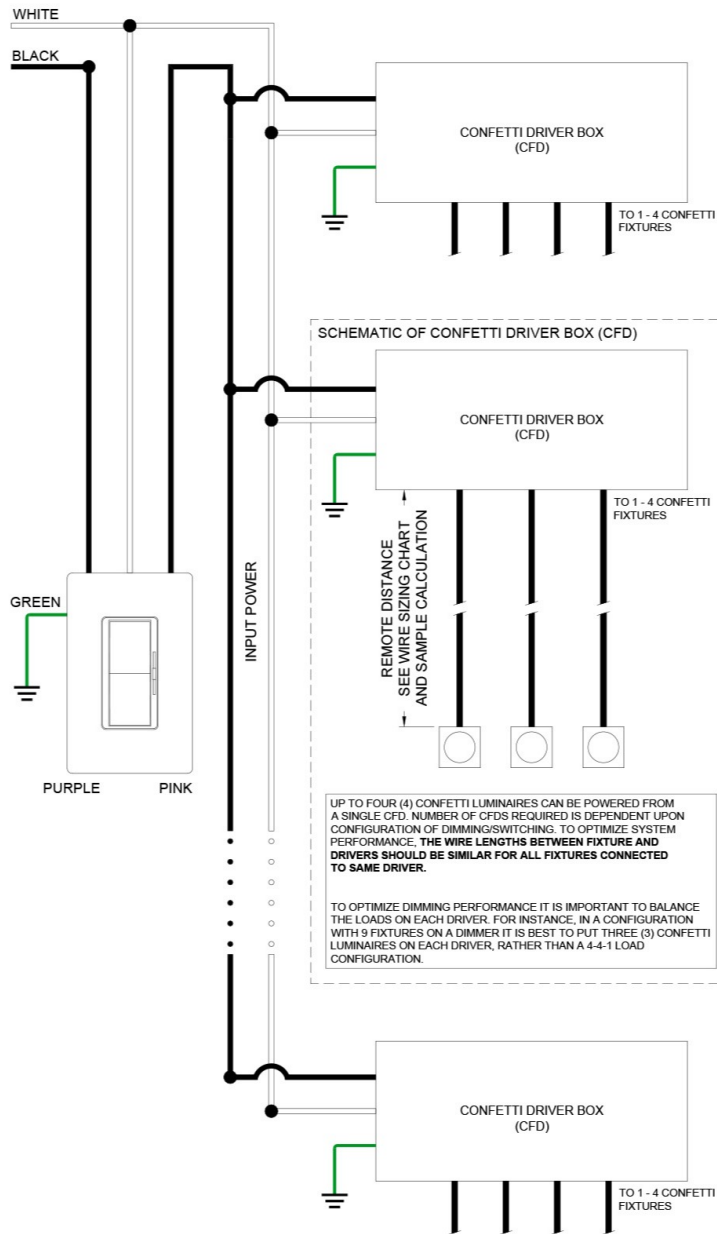 WHITE
BLACK
CONFETTI DRIVER BOX
(CFD)
TO 1 - 4 CONFETTI
FIXTURES
SCHEMATIC OF CONFETTI DRIVER BOX (CFD)
CONFETTI DRIVER BOX
(CFD)
TO 1 - 4 CONFETTI
FIXTURES
REMOTE DISTANCE
SEE WIRE SIZING CHART
AND SAMPLE CALCULATION
INPUT POWER
GREEN
PURPLE
PINK
UP TO FOUR (4) CONFETTI LUMINAIRES CAN BE POWERED FROM
A SINGLE CFD. NUMBER OF CFDS REQUIRED IS DEPENDENT UPON
CONFIGURATION OF DIMMING/SWITCHING. TO OPTIMIZE SYSTEM
PERFORMANCE, THE WIRE LENGTHS BETWEEN FIXTURE AND
DRIVERS SHOULD BE SIMILAR FOR ALL FIXTURES CONNECTED
TO SAME DRIVER.
TO OPTIMIZE DIMMING PERFORMANCE IT IS IMPORTANT TO BALANCE
THE LOADS ON EACH DRIVER. FOR INSTANCE, IN A CONFIGURATION
WITH 9 FIXTURES ON A DIMMER IT IS BEST TO PUT THREE (3) CONFETTI
LUMINAIRES ON EACH DRIVER, RATHER THAN A 4-4-1 LOAD
CONFIGURATION.
CONFETTI DRIVER BOX
(CFD)
TO 1 - 4 CONFETTI
FIXTURES